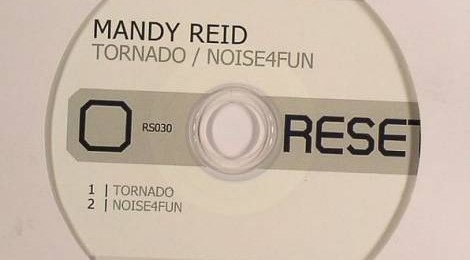 MANDY REID
TORNADO / NOISE4FUN
RS030
RESET
1 | TORNADO
2 | NOISE4FUN